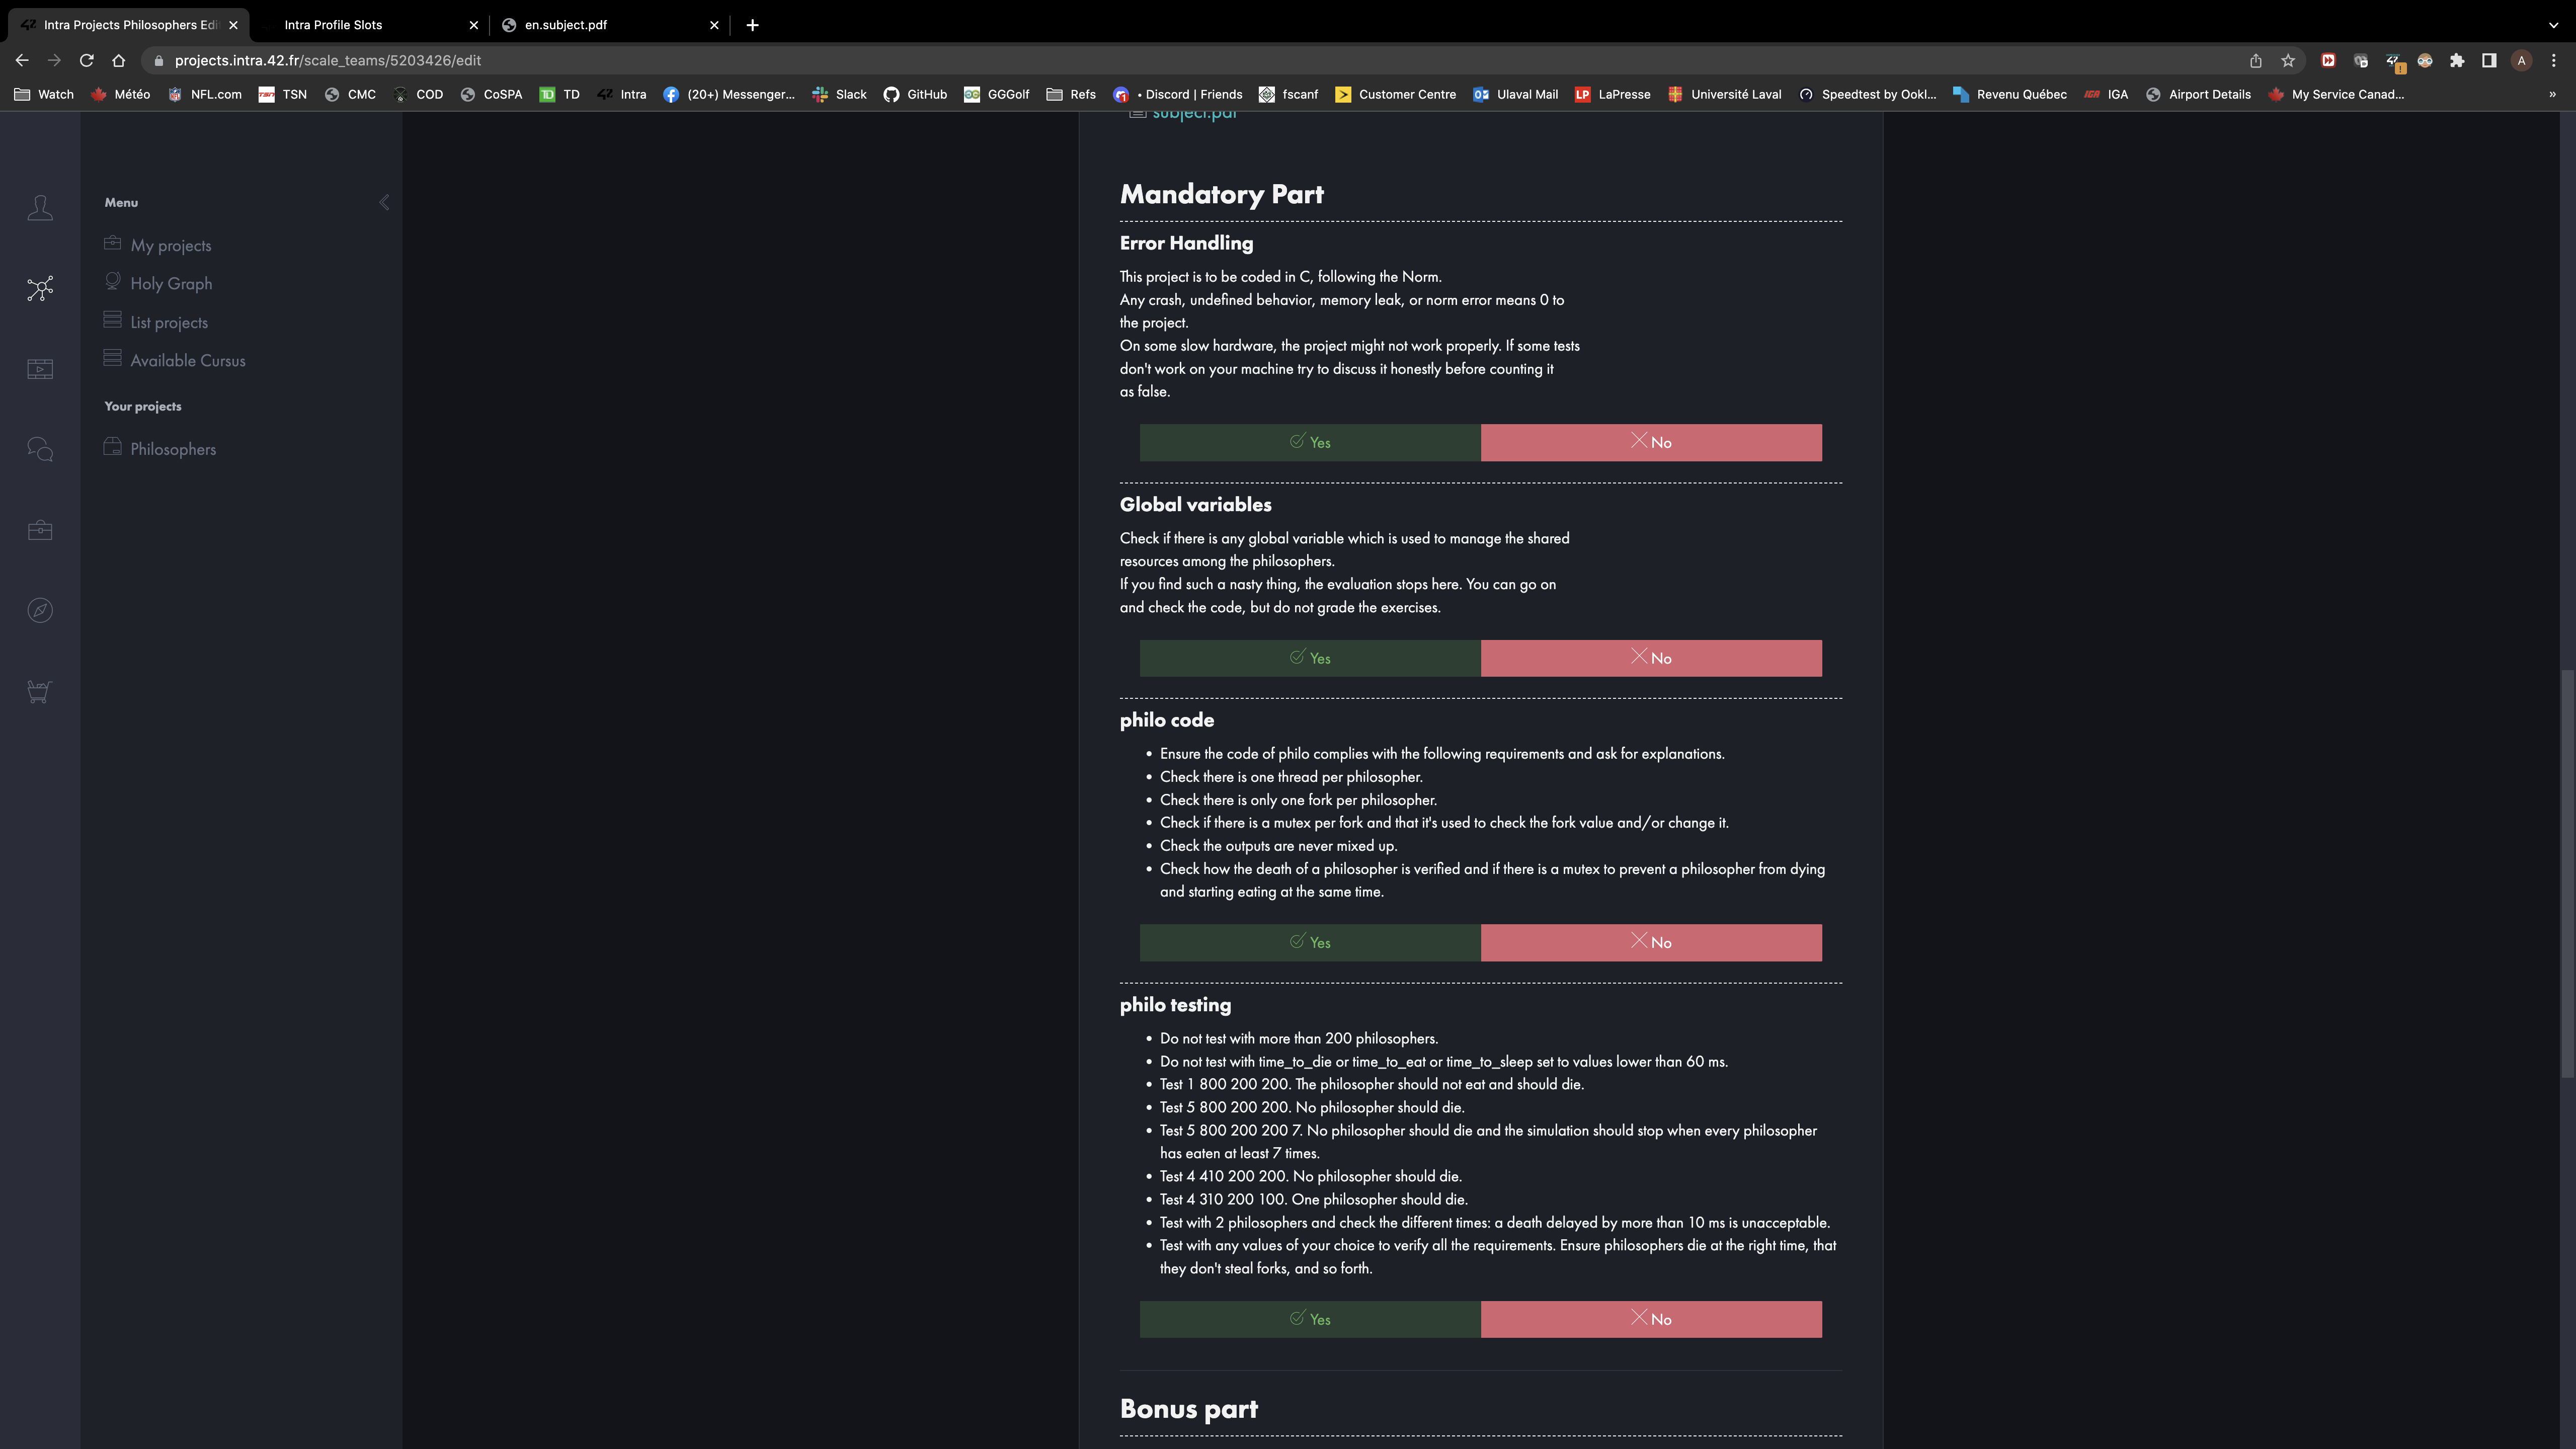 Intra Projects Philosophers Edi
Intra Profile Slots
en.subject.pdf
projects.intra.42.fr/scale_teams/5203426/edit
A
Watch
Météo
NFL.com
TSN
CMC
COD
CoSPA
TD
Intra
(20+) Messenger...
Slack
GitHub
GGGolf
Refs
• Discord | Friends
fscanf
Customer Centre
Ulaval Mail
LaPresse
Université Laval
Speedtest by Ookl...
Revenu Québec
IGA
Airport Details
My Service Canad...
»
subject.pdf
Menu
My projects
Holy Graph
List projects
Available Cursus
Your projects
Philosophers
Mandatory Part
Error Handling
This project is to be coded in C, following the Norm.
Any crash, undefined behavior, memory leak, or norm error means 0 to
the project.
On some slow hardware, the project might not work properly. If some tests
don't work on your machine try to discuss it honestly before counting it
as false.
Yes
No
Global variables
Check if there is any global variable which is used to manage the shared
resources among the philosophers.
If you find such a nasty thing, the evaluation stops here. You can go on
and check the code, but do not grade the exercises.
Yes
No
philo code
• Ensure the code of philo complies with the following requirements and ask for explanations.
• Check there is one thread per philosopher.
• Check there is only one fork per philosopher.
• Check if there is a mutex per fork and that it's used to check the fork value and/or change it.
• Check the outputs are never mixed up.
• Check how the death of a philosopher is verified and if there is a mutex to prevent a philosopher from dying
and starting eating at the same time.
Yes
No
philo testing
• Do not test with more than 200 philosophers.
• Do not test with time_to_die or time_to_eat or time_to_sleep set to values lower than 60 ms.
• Test 1 800 200 200. The philosopher should not eat and should die.
• Test 5 800 200 200. No philosopher should die.
• Test 5 800 200 200 7. No philosopher should die and the simulation should stop when every philosopher
has eaten at least 7 times.
• Test 4 410 200 200. No philosopher should die.
• Test 4 310 200 100. One philosopher should die.
• Test with 2 philosophers and check the different times: a death delayed by more than 10 ms is unacceptable.
• Test with any values of your choice to verify all the requirements. Ensure philosophers die at the right time, that
they don't steal forks, and so forth.
Yes
No
Bonus part